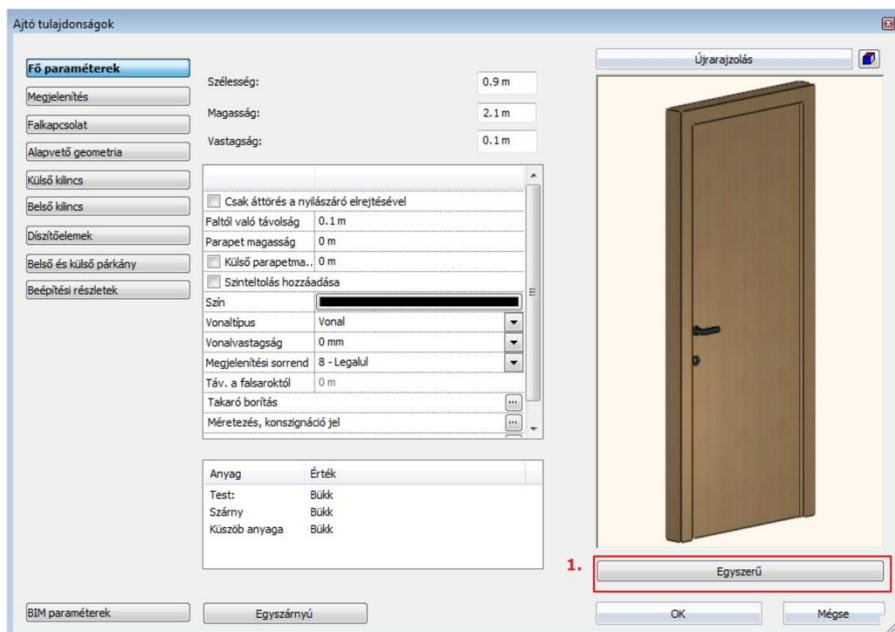 Ajtó tulajdonságok
Fő paraméterek
Megjelenítés
Falkapcsolat
Alapvető geometria
Külső kilincs
Belső kilincs
Díszítőelemek
Belső és külső párkány
Beépítési részletek
BIM paraméterek
Szélesség: 0.9 m
Magasság: 2.1 m
Vastagság: 0.1 m
Csak áttörés a nyílászáró elrejtésével
Faltól való távolság 0.1 m
Parapet magasság 0 m
Külső parapetma.. 0 m
Szinteltolás hozzáadása
Szín
Vonaltípus Vonal
Vonalvastagság 0 mm
Megjelenítési sorrend 8 - Legalul
Táv. a falsaroktól 0 m
Takaró borítás ...
Méretezés, konszignáció jel ...
Anyag Érték
Test: Bükk
Szárny Bükk
Küszöb anyaga Bükk
Egyszárnyú
Újrarajzolás
1.
Egyszerű
OK Mégse